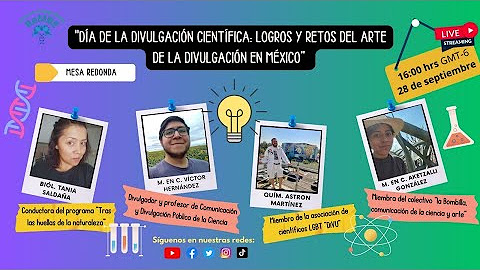 "DÍA DE LA DIVULGACIÓN CIENTÍFICA: LOGROS Y RETOS DEL ARTE
DE LA DIVULGACIÓN EN MÉXICO"
LIVE
STREAMING
16:00 hrs GMT-6
28 de septiembre
MESA REDONDA
BIÓL. TANIA
SALDAÑA
M. EN C. VÍCTOR
HERNÁNDEZ
QUÍM. ASTRON
MARTÍNEZ
M. EN C. AKETZALLI
GONZÁLEZ
Conductora del programa "Tras
las huellas de la naturaleza"
Divulgador y profesor de Comunicación
y Divulgación Pública de la Ciencia
Miembro de la asociación de
científicos LGBT "DIVU"
Miembro del colectivo "la Bombilla,
comunicación de la ciencia y arte"
Síguenos en nuestras redes: